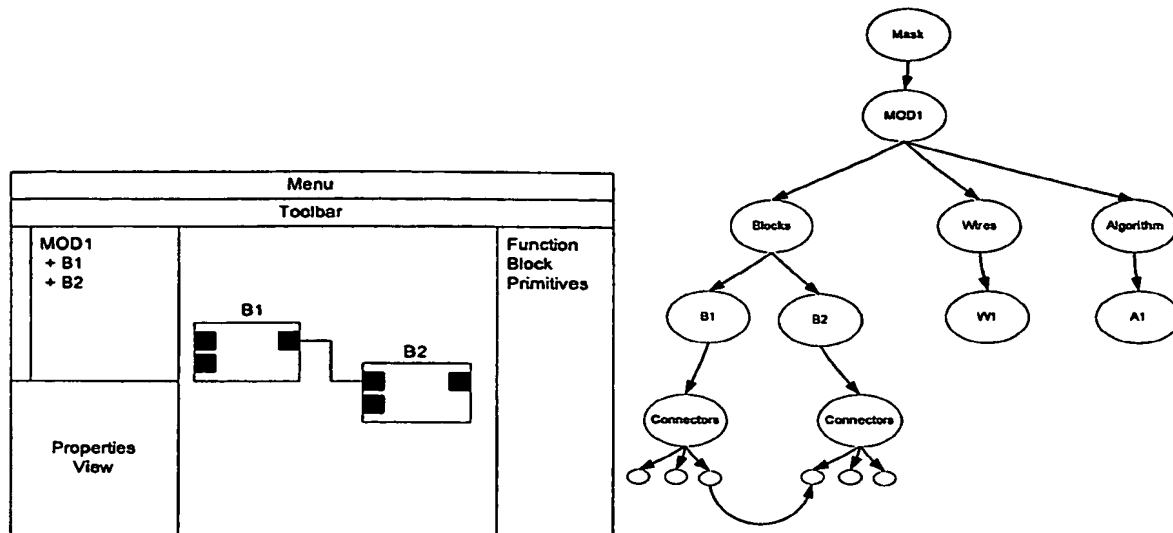 Menu
Toolbar
MOD1
+ B1
+ B2
Properties
View
B1
B2
Function
Block
Primitives
Mask
MOD1
Blocks
Wires
Algorithm
B1
B2
W1
A1
Connectors
Connectors